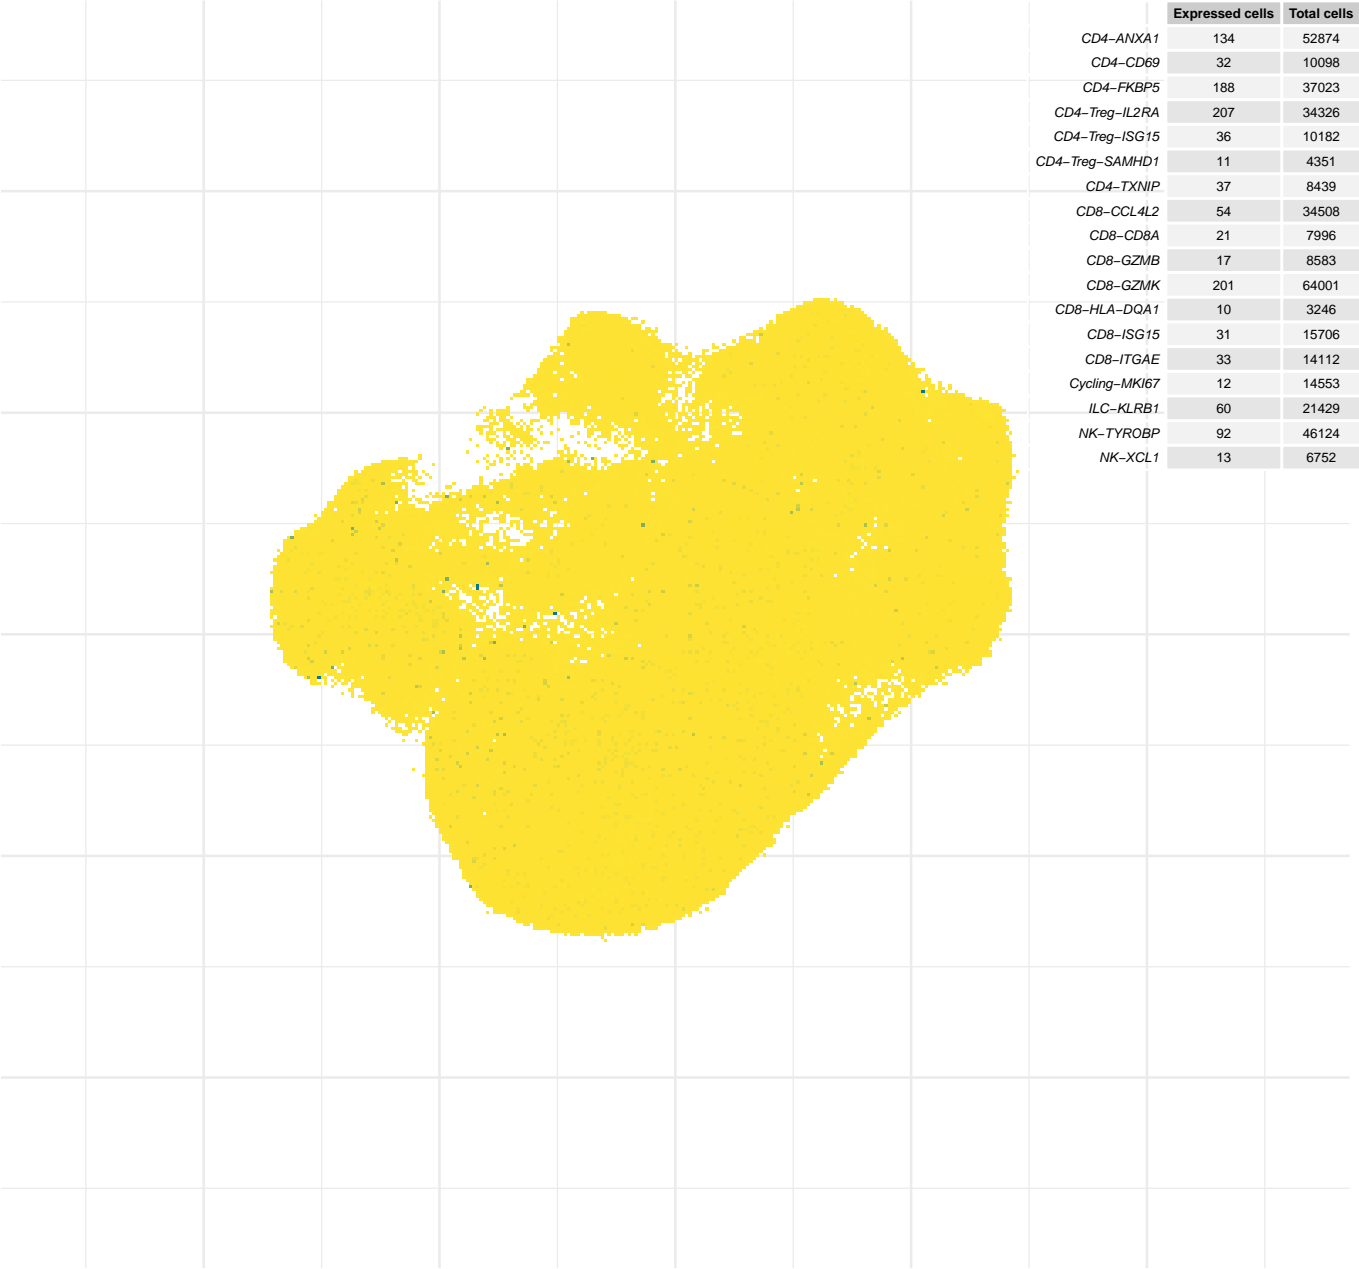 Expressed cells Total cells
CD4−ANXA1 134 52874
CD4−CD69 32 10098
CD4−FKBP5 188 37023
CD4−Treg−IL2RA 207 34326
CD4−Treg−ISG15 36 10182
CD4−Treg−SAMHD1 11 4351
CD4−TXNIP 37 8439
CD8−CCL4L2 54 34508
CD8−CD8A 21 7996
CD8−GZMB 17 8583
CD8−GZMK 201 64001
CD8−HLA−DQA1 10 3246
CD8−ISG15 31 15706
CD8−ITGAE 33 14112
Cycling−MKI67 12 14553
ILC−KLRB1 60 21429
NK−TYROBP 92 46124
NK−XCL1 13 6752